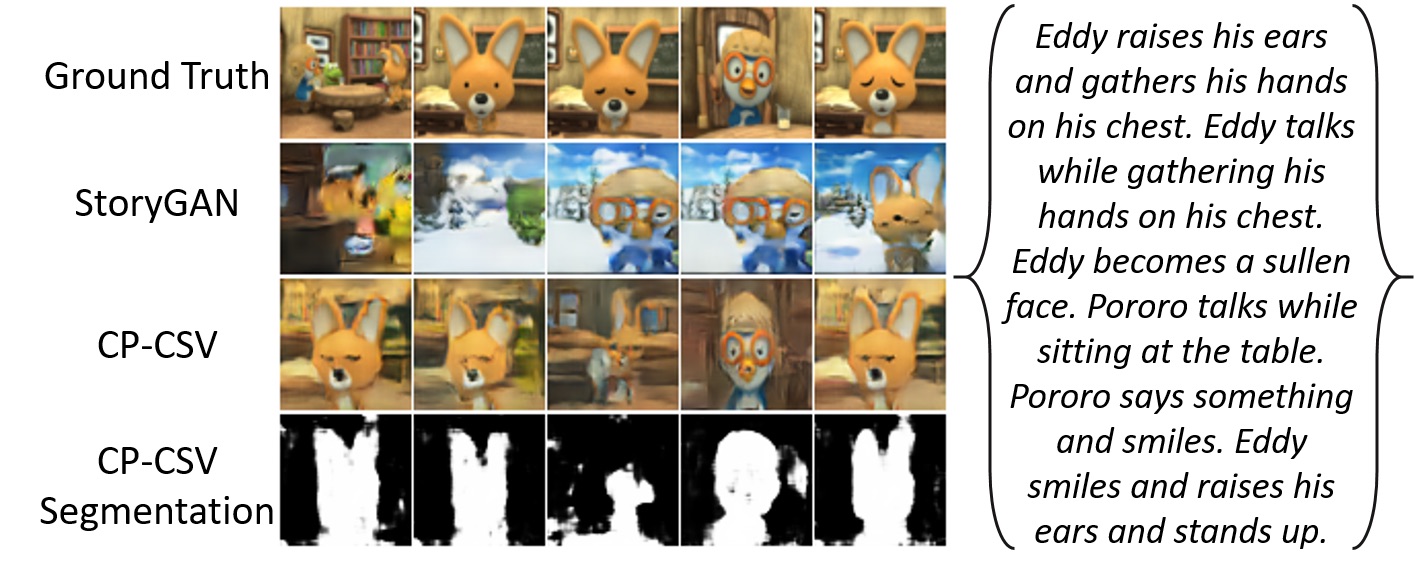 Ground Truth
StoryGAN
CP-CSV
CP-CSV
Segmentation
Eddy raises his ears
and gathers his hands
on his chest. Eddy talks
while gathering his
hands on his chest.
Eddy becomes a sullen
face. Pororo talks while
sitting at the table.
Pororo says something
and smiles. Eddy
smiles and raises his
ears and stands up.